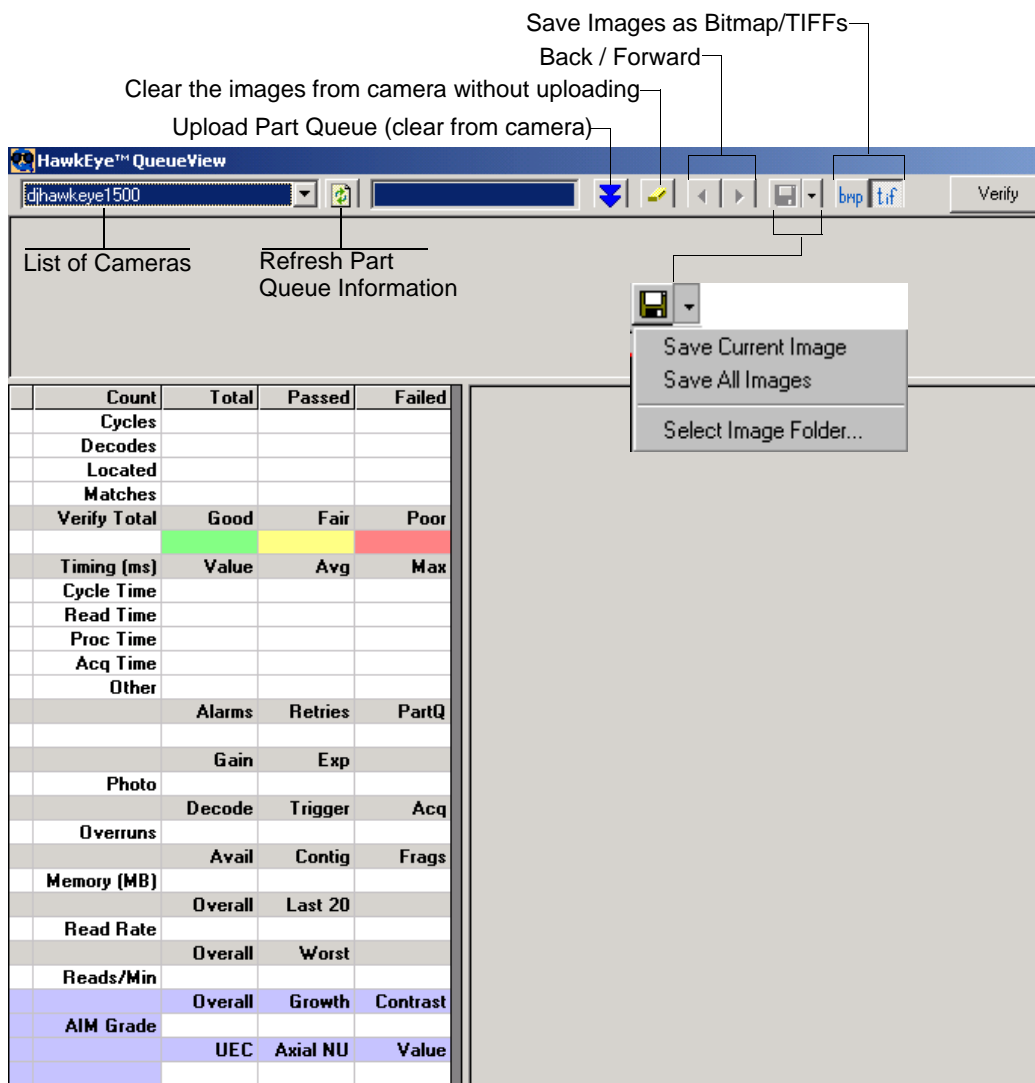 Save Images as Bitmap/TIFFs
Back / Forward
Clear the images from camera without uploading
Upload Part Queue (clear from camera)
HawkEye™ QueueView
djhawkeye1500
bmp tif Verify
List of Cameras
Refresh Part
Queue Information
Save Current Image
Save All Images
Select Image Folder...
Count Total Passed Failed
Cycles
Decodes
Located
Matches
Verify Total Good Fair Poor
Timing (ms) Value Avg Max
Cycle Time
Read Time
Proc Time
Acq Time
Other
Alarms Retries PartQ
Gain Exp
Photo
Decode Trigger Acq
Overruns
Avail Contig Frags
Memory (MB)
Overall Last 20
Read Rate
Overall Worst
Reads/Min
Overall Growth Contrast
AIM Grade
UEC Axial NU Value